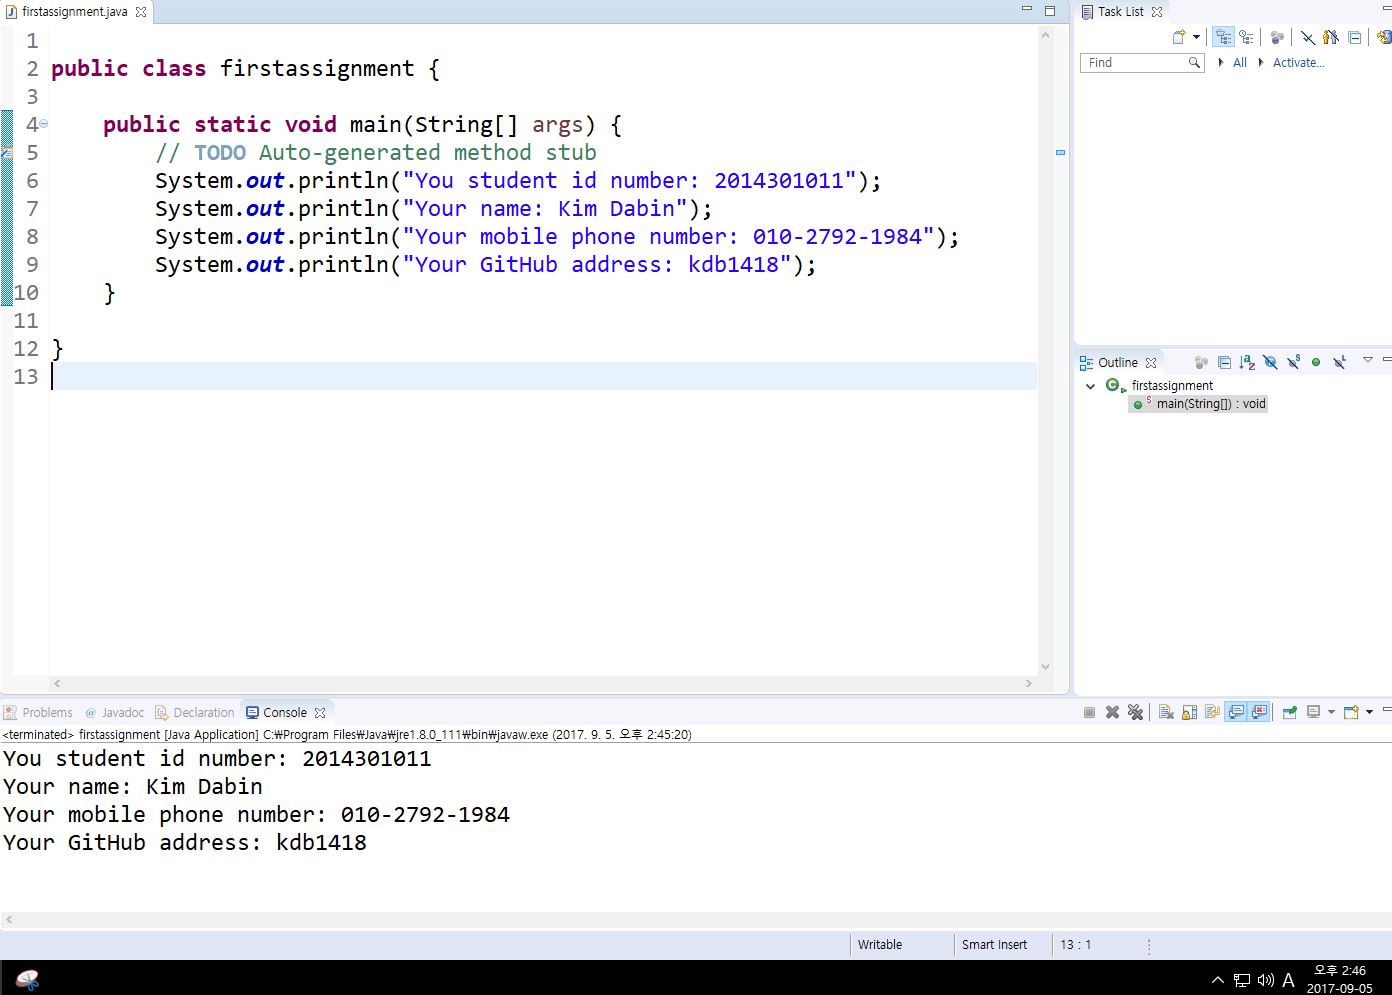 firstassignment.java
1
2 public class firstassignment {
3
4 public static void main(String[] args) {
5 // TODO Auto-generated method stub
6 System.out.println("You student id number: 2014301011");
7 System.out.println("Your name: Kim Dabin");
8 System.out.println("Your mobile phone number: 010-2792-1984");
9 System.out.println("Your GitHub address: kdb1418");
10 }
11
12 }
13
Task List
Find All Activate...
Outline
firstassignment
main(String[]) : void
Problems Javadoc Declaration Console
<terminated> firstassignment [Java Application] C:₩Program Files₩Java₩jre1.8.0_111₩bin₩javaw.exe (2017. 9. 5. 오후 2:45:20)
You student id number: 2014301011
Your name: Kim Dabin
Your mobile phone number: 010-2792-1984
Your GitHub address: kdb1418
Writable Smart Insert 13 : 1
A 오후 2:46
2017-09-05